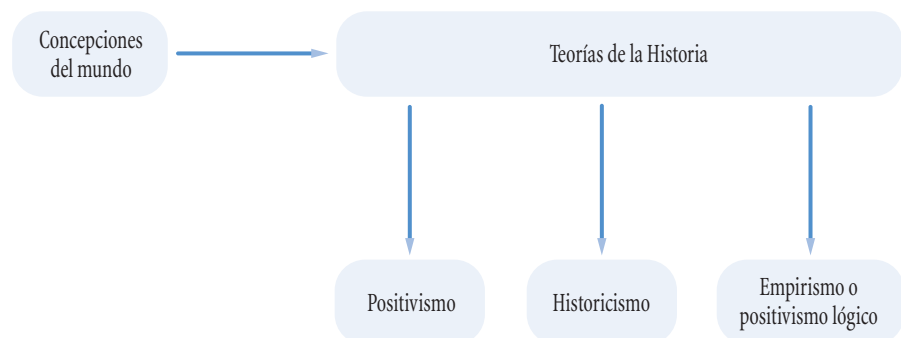 Concepciones
del mundo
Teorías de la Historia
Positivismo
Historicismo
Empirismo o
positivismo lógico